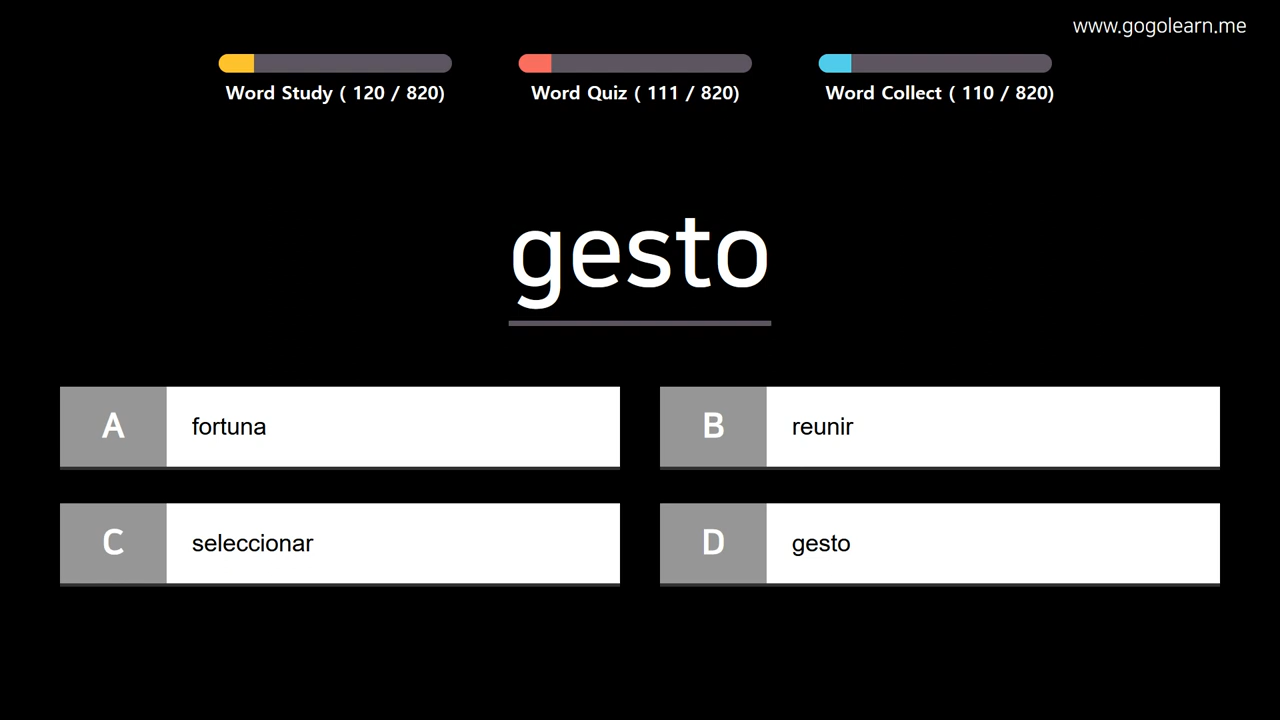 www.gogolearn.me
Word Study ( 120 / 820)
Word Quiz ( 111 / 820)
Word Collect ( 110 / 820)
gesto
A
fortuna
B
reunir
C
seleccionar
D
gesto